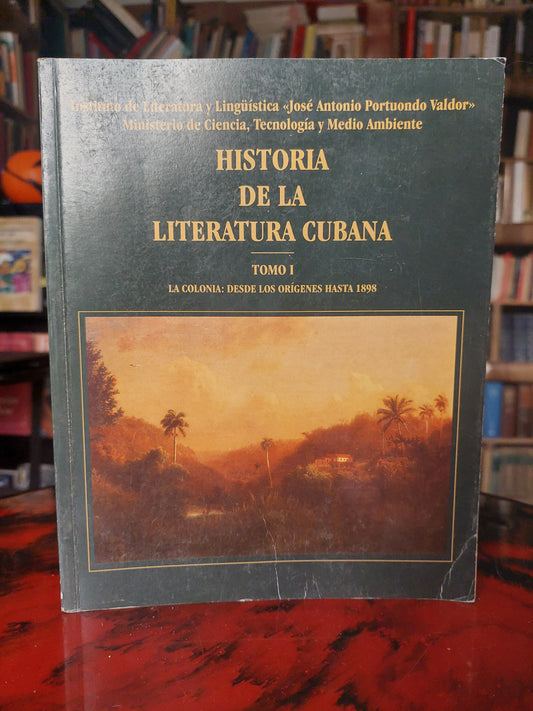 Instituto de Literatura y Lingüística «José Antonio Portuondo Valdor»
Ministerio de Ciencia, Tecnología y Medio Ambiente
HISTORIA
DE LA
LITERATURA CUBANA
TOMO I
LA COLONIA: DESDE LOS ORÍGENES HASTA 1898